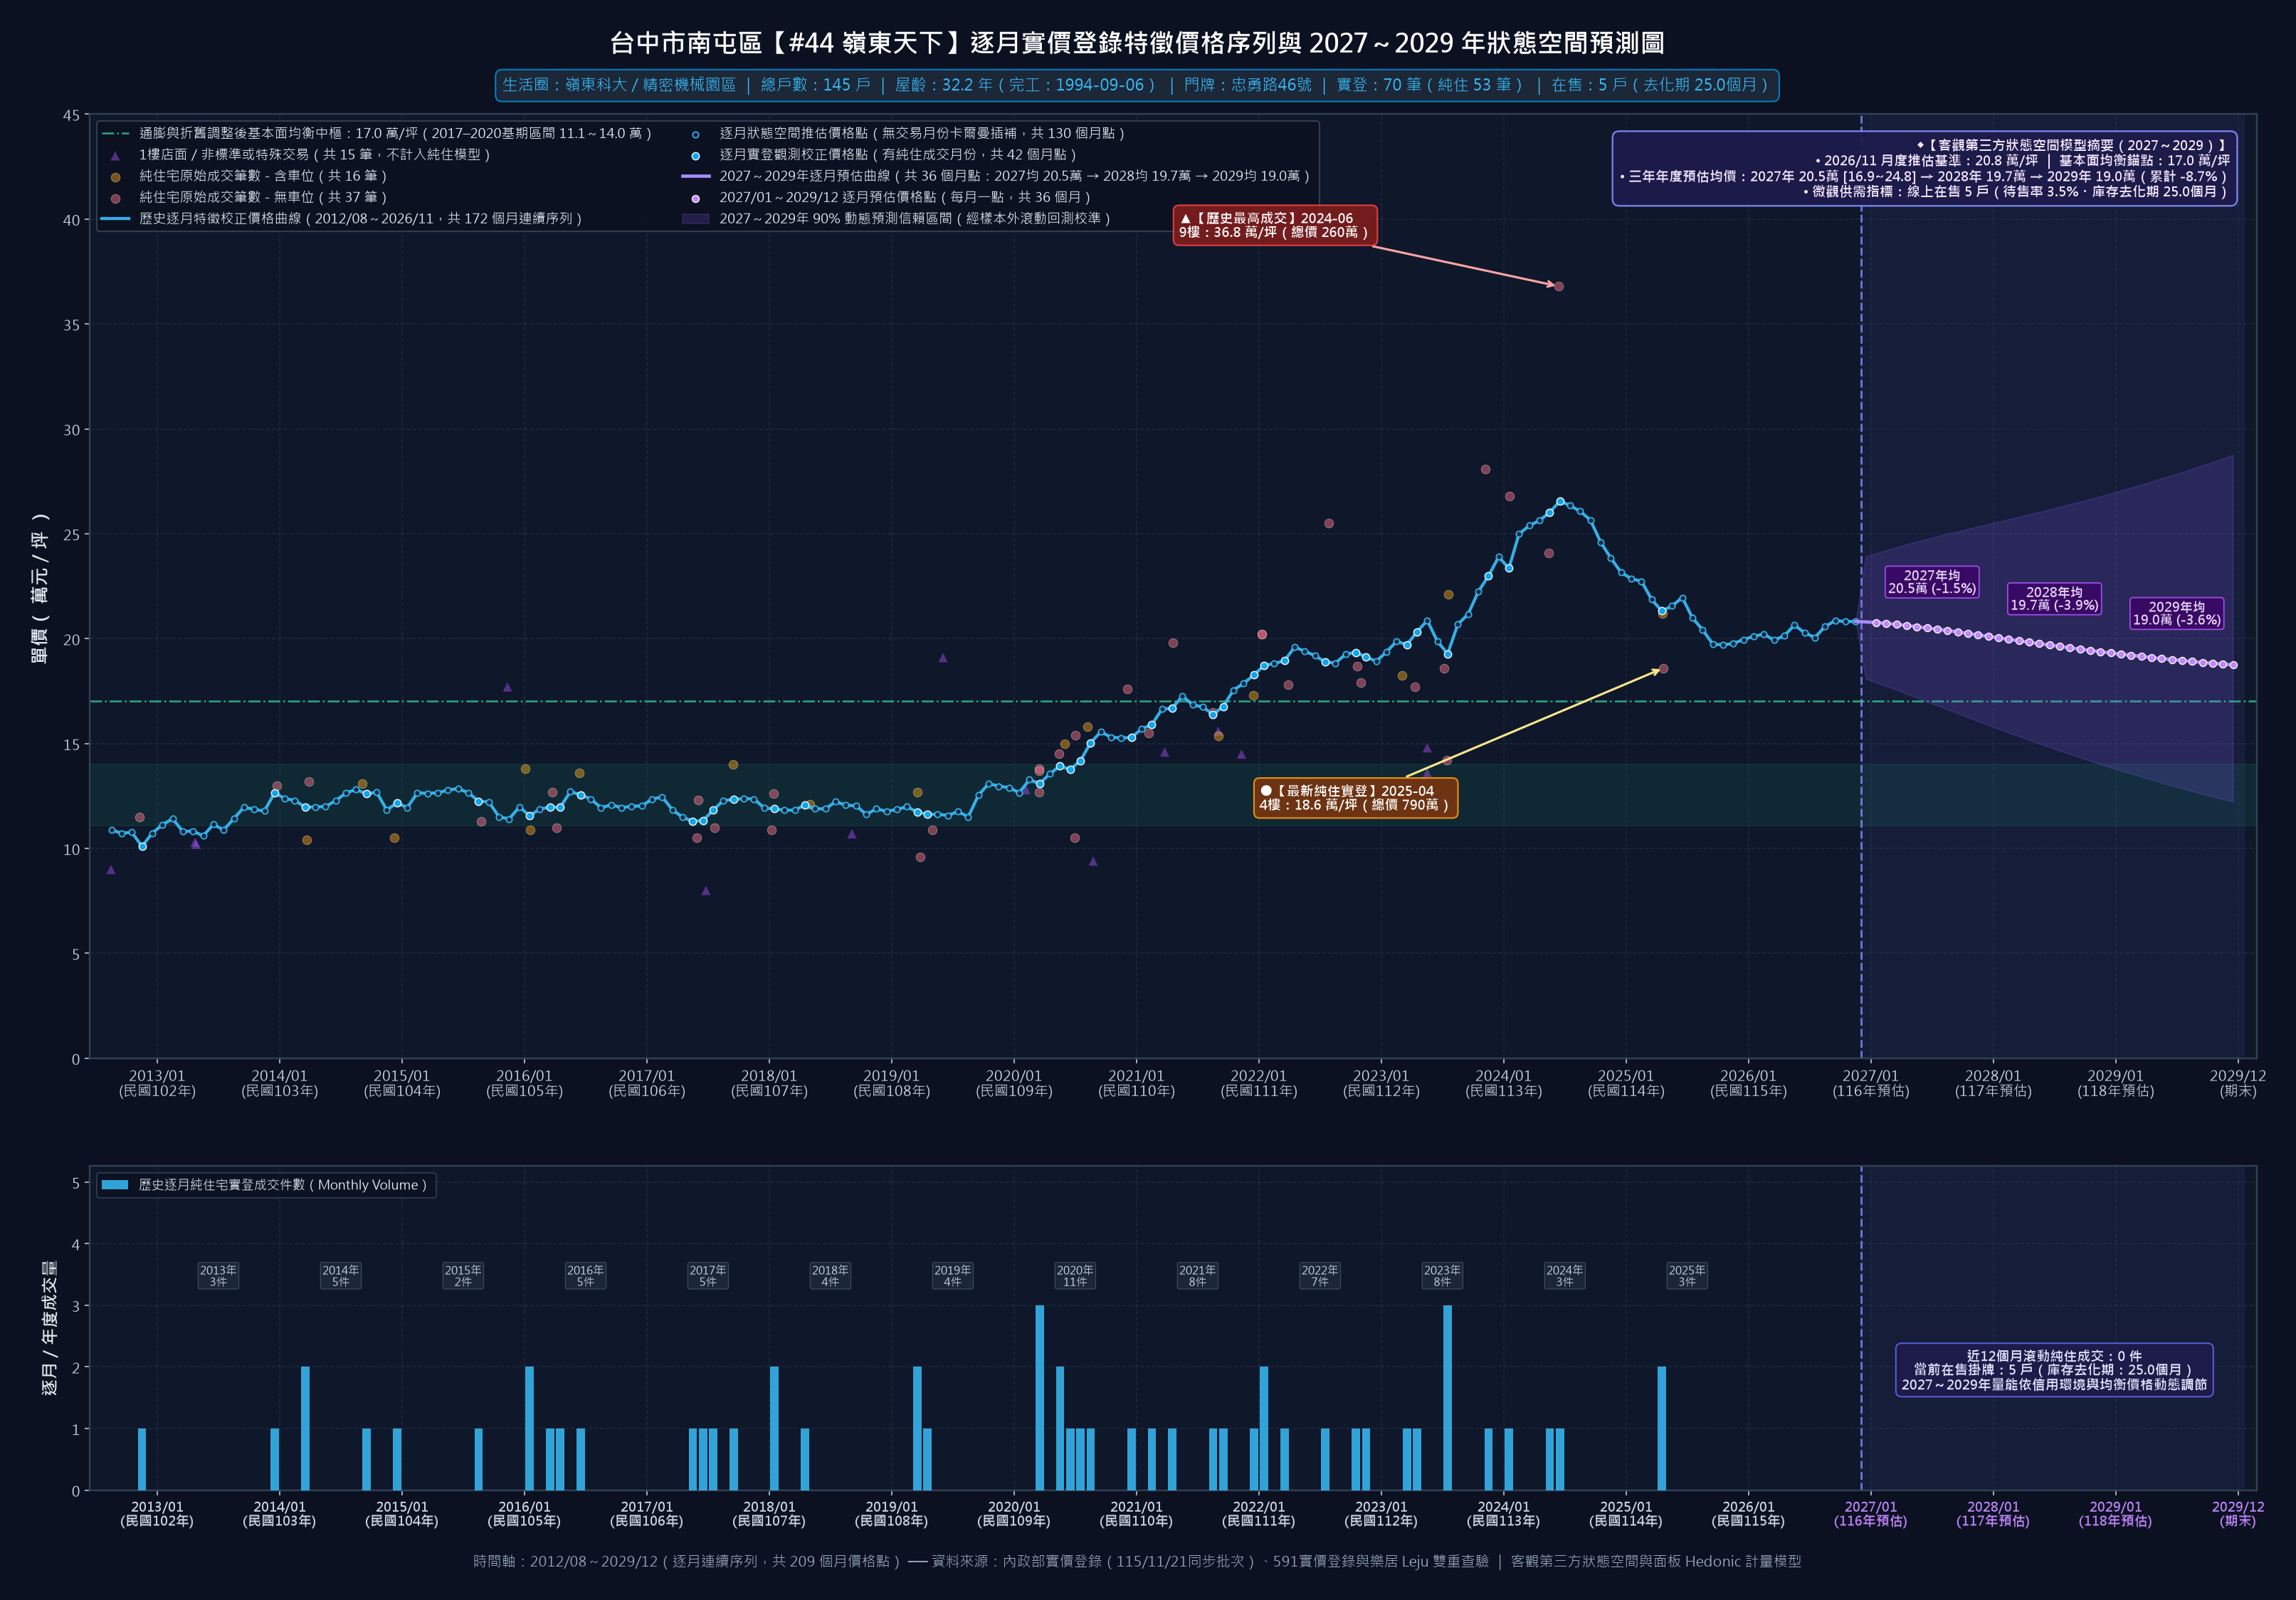 台中市南屯區【#44 嶺東天下】逐月實價登錄特徵價格序列與 2027～2029 年狀態空間預測圖
生活圈：嶺東科大 / 精密機械園區 ｜ 總戶數：145 戶 ｜ 屋齡：32.2 年（完工：1994-09-06） ｜ 門牌：忠勇路46號 ｜ 實登：70 筆（純住 53 筆） ｜ 在售：5 戶（去化期 25.0個月）
通膨與折舊調整後基本面均衡中樞：17.0 萬/坪（2017–2020基期區間 11.1～14.0 萬）
1樓店面 / 非標準或特殊交易（共 15 筆，不計入純住模型）
純住宅原始成交筆數 - 含車位（共 16 筆）
純住宅原始成交筆數 - 無車位（共 37 筆）
歷史逐月特徵校正價格曲線（2012/08～2026/11，共 172 個月連續序列）
逐月狀態空間推估價格點（無交易月份卡爾曼插補，共 130 個月點）
逐月實登觀測校正價格點（有純住成交月份，共 42 個月點）
2027～2029年逐月預估曲線（共 36 個月點：2027均 20.5萬 → 2028均 19.7萬 → 2029均 19.0萬）
2027/01～2029/12 逐月預估價格點（每月一點，共 36 個月）
2027～2029年 90% 動態預測信賴區間（經樣本外滾動回測校準）
◆【客觀第三方狀態空間模型摘要（2027～2029）】
• 2026/11 月度推估基準：20.8 萬/坪 ｜ 基本面均衡錨點：17.0 萬/坪
• 三年年度預估均價：2027年 20.5萬 [16.9~24.8] → 2028年 19.7萬 → 2029年 19.0萬（累計 -8.7%）
• 微觀供需指標：線上在售 5 戶（待售率 3.5%．庫存去化期 25.0個月）
▲【歷史最高成交】2024-06
9樓：36.8 萬/坪（總價 260萬）
2027年均
20.5萬 (-1.5%)
2028年均
19.7萬 (-3.9%)
2029年均
19.0萬 (-3.6%)
●【最新純住實登】2025-04
4樓：18.6 萬/坪（總價 790萬）
單價（ 萬元 / 坪 ）
45
40
35
30
25
20
15
10
5
0
2013/01
(民國102年)
2014/01
(民國103年)
2015/01
(民國104年)
2016/01
(民國105年)
2017/01
(民國106年)
2018/01
(民國107年)
2019/01
(民國108年)
2020/01
(民國109年)
2021/01
(民國110年)
2022/01
(民國111年)
2023/01
(民國112年)
2024/01
(民國113年)
2025/01
(民國114年)
2026/01
(民國115年)
2027/01
(116年預估)
2028/01
(117年預估)
2029/01
(118年預估)
2029/12
(期末)
歷史逐月純住宅實登成交件數（Monthly Volume）
逐月 / 年度成交量
5
4
3
2
1
0
2013年
3件
2014年
5件
2015年
2件
2016年
5件
2017年
5件
2018年
4件
2019年
4件
2020年
11件
2021年
8件
2022年
7件
2023年
8件
2024年
3件
2025年
3件
近12個月滾動純住成交：0 件
當前在售掛牌：5 戶（庫存去化期：25.0個月）
2027～2029年量能依信用環境與均衡價格動態調節
2013/01
(民國102年)
2014/01
(民國103年)
2015/01
(民國104年)
2016/01
(民國105年)
2017/01
(民國106年)
2018/01
(民國107年)
2019/01
(民國108年)
2020/01
(民國109年)
2021/01
(民國110年)
2022/01
(民國111年)
2023/01
(民國112年)
2024/01
(民國113年)
2025/01
(民國114年)
2026/01
(民國115年)
2027/01
(116年預估)
2028/01
(117年預估)
2029/01
(118年預估)
2029/12
(期末)
時間軸：2012/08～2029/12（逐月連續序列，共 209 個月價格點） ── 資料來源：內政部實價登錄（115/11/21同步批次）、591實價登錄與樂居 Leju 雙重查驗 ｜ 客觀第三方狀態空間與面板 Hedonic 計量模型